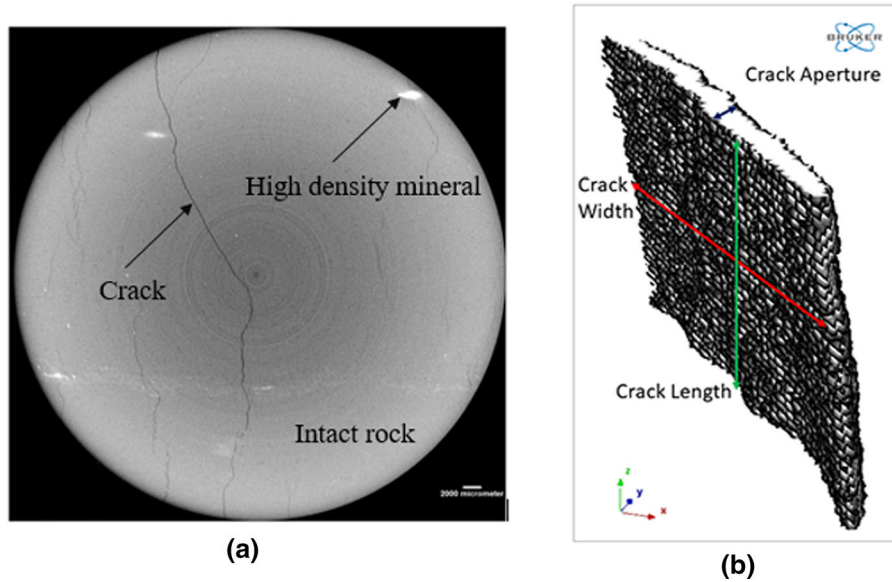 High density mineral
Crack
Intact rock
2000 micrometer
(a)
BRUKER
Crack Aperture
Crack
Width
Crack Length
z
y
x
(b)